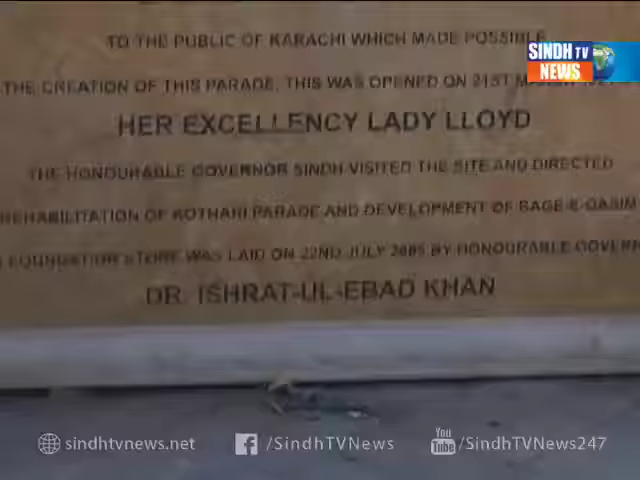 TO THE PUBLIC OF KARACHI WHICH MADE POSSIBLE
THE CREATION OF THIS PARADE, THIS WAS OPENED ON 21ST
HER EXCELLENCY LADY LLOYD
THE HONOURABLE GOVERNOR SINDH VISITED THE SITE AND DIRECTED
REHABILITATION OF KOTHARI PARADE AND DEVELOPMENT OF BAGE-E-QASIM
FOUNDATION STONE WAS LAID ON 22ND JULY 2005 BY HONOURABLE
DR. ISHRAT-UL-EBAD KHAN
SINDH TV
NEWS
sindhtvnews.net
/SindhTVNews
You Tube
/SindhTVNews247